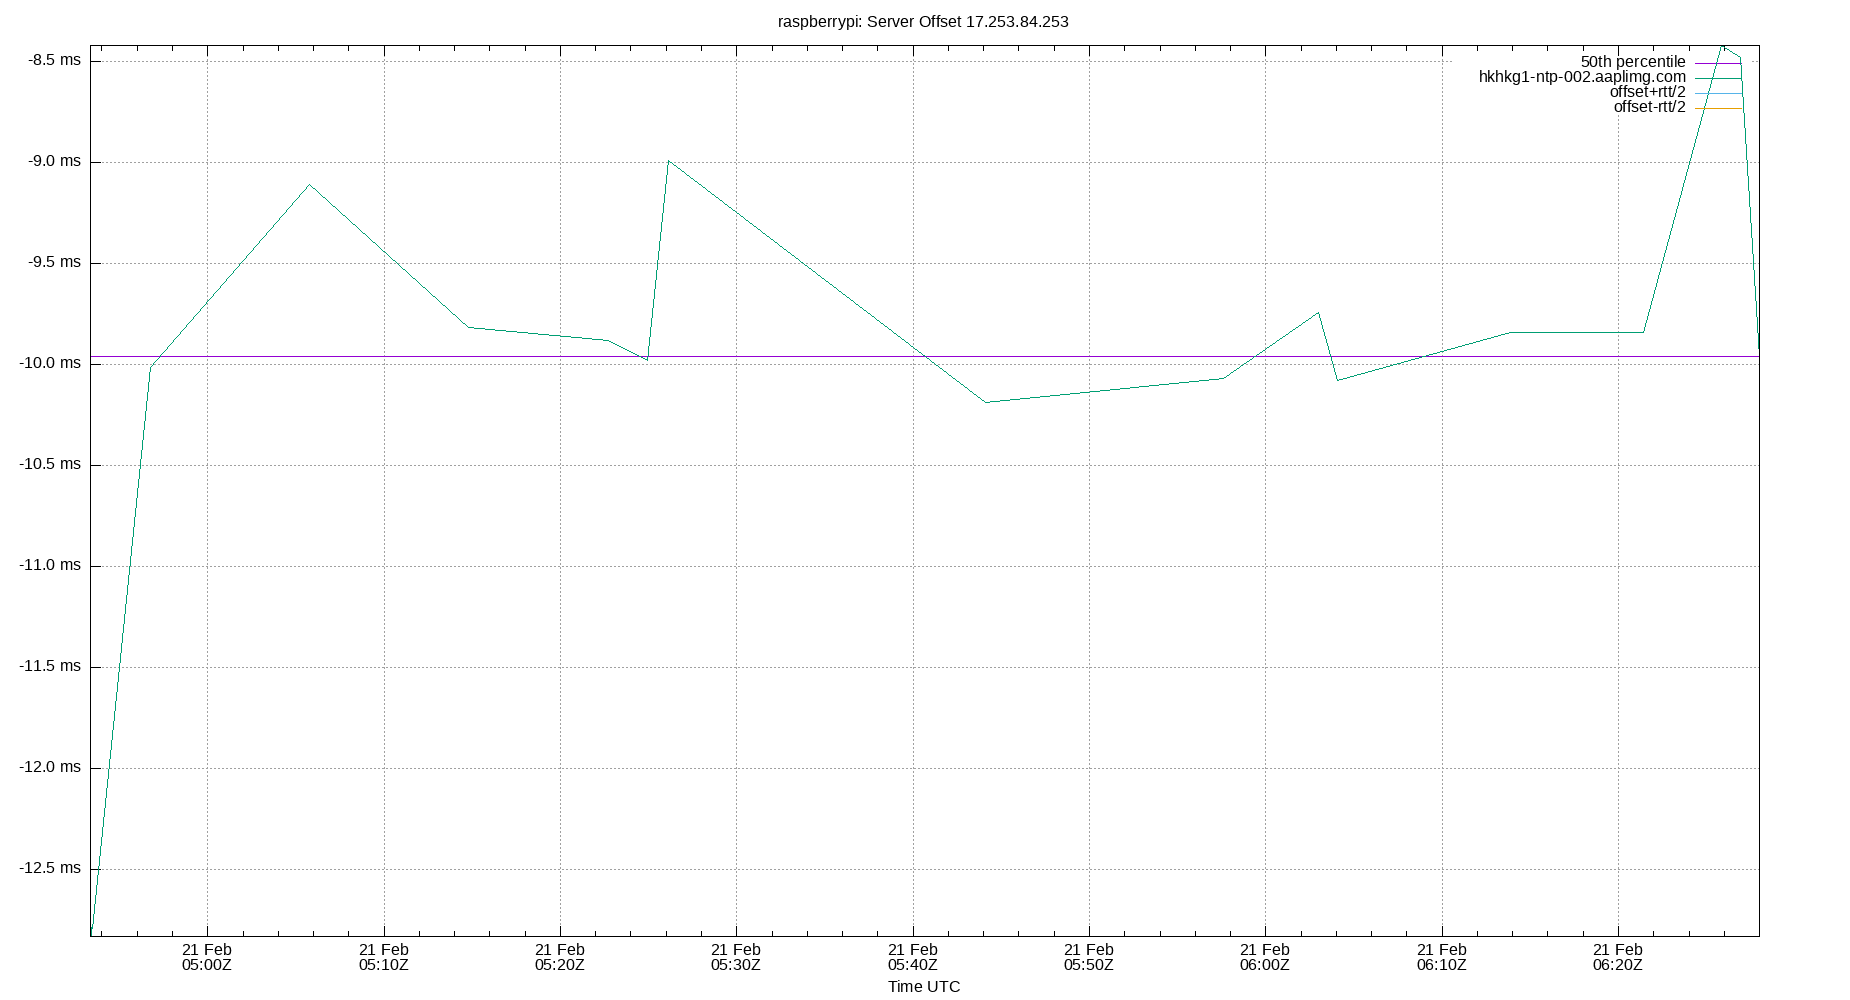 raspberrypi: Server Offset 17.253.84.253
50th percentile
hkhkg1-ntp-002.aaplimg.com
offset+rtt/2
offset-rtt/2
-8.5 ms
-9.0 ms
-9.5 ms
-10.0 ms
-10.5 ms
-11.0 ms
-11.5 ms
-12.0 ms
-12.5 ms
21 Feb 21 Feb 21 Feb 21 Feb 21 Feb 21 Feb 21 Feb 21 Feb 21 Feb
05:00Z 05:10Z 05:20Z 05:30Z 05:40Z 05:50Z 06:00Z 06:10Z 06:20Z
Time UTC